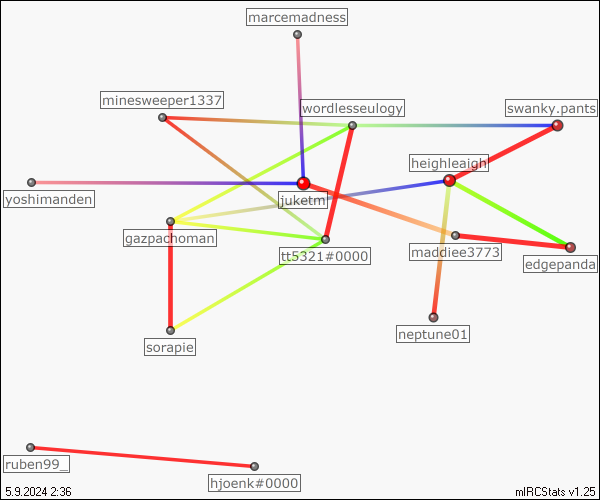 marcemadness
minesweeper1337
wordlesseulogy
swanky.pants
heighleaigh
yoshimanden
juketm
gazpachoman
tt5321#0000
maddiee3773
edgepanda
neptune01
sorapie
ruben99_
hjoenk#0000
5.9.2024 2:36
mIRCStats v1.25